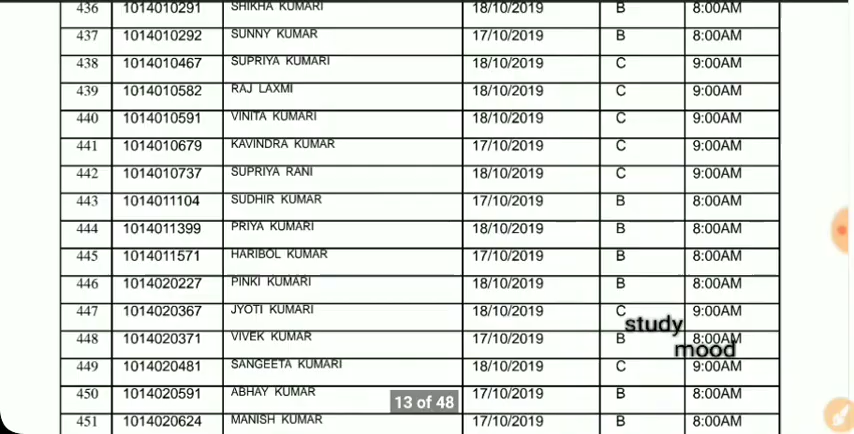 436 1014010291 SHIKHA KUMARI 18/10/2019 B 8:00AM
437 1014010292 SUNNY KUMAR 17/10/2019 B 8:00AM
438 1014010467 SUPRIYA KUMARI 18/10/2019 C 9:00AM
439 1014010582 RAJ LAXMI 18/10/2019 C 9:00AM
440 1014010591 VINITA KUMARI 18/10/2019 C 9:00AM
441 1014010679 KAVINDRA KUMAR 17/10/2019 C 9:00AM
442 1014010737 SUPRIYA RANI 18/10/2019 C 9:00AM
443 1014011104 SUDHIR KUMAR 17/10/2019 B 8:00AM
444 1014011399 PRIYA KUMARI 18/10/2019 B 8:00AM
445 1014011571 HARIBOL KUMAR 17/10/2019 B 8:00AM
446 1014020227 PINKI KUMARI 18/10/2019 B 8:00AM
447 1014020367 JYOTI KUMARI 18/10/2019 C 9:00AM
study
448 1014020371 VIVEK KUMAR 17/10/2019 B 8:00AM
mood
449 1014020481 SANGEETA KUMARI 18/10/2019 C 9:00AM
450 1014020591 ABHAY KUMAR 17/10/2019 B 8:00AM
13 of 48
451 1014020624 MANISH KUMAR 17/10/2019 B 8:00AM